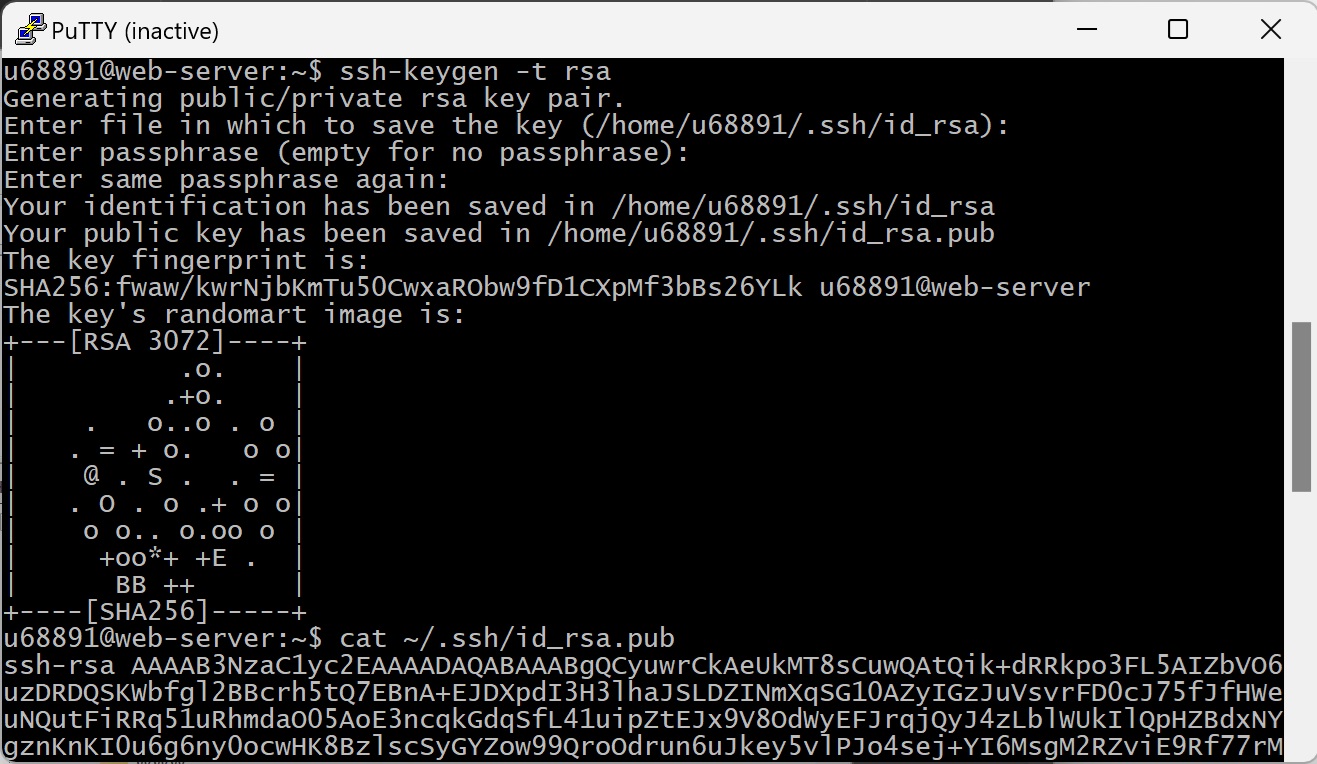 PuTTY (inactive)
u68891@web-server:~$ ssh-keygen -t rsa
Generating public/private rsa key pair.
Enter file in which to save the key (/home/u68891/.ssh/id_rsa):
Enter passphrase (empty for no passphrase):
Enter same passphrase again:
Your identification has been saved in /home/u68891/.ssh/id_rsa
Your public key has been saved in /home/u68891/.ssh/id_rsa.pub
The key fingerprint is:
SHA256:fwaw/kwrNjbKmTu50CwxaRObw9fD1CXpMf3bBs26YLk u68891@web-server
The key's randomart image is:
+---[RSA 3072]----+
|          .o.    |
|         .+o.    |
|    .   o..o . o |
|   . = + o.   o o|
|    @ . S .  . = |
|   . O . o .+ o o|
|    o o.. o.oo o |
|     +oo*+ +E .  |
|      BB ++      |
+----[SHA256]-----+
u68891@web-server:~$ cat ~/.ssh/id_rsa.pub
ssh-rsa AAAAB3NzaC1yc2EAAAADAQABAAABgQCyuwrCkAeUkMT8sCuwQAtQik+dRRkpo3FL5AIZbVO6
uzDRDQSKWbfgl2BBcrh5tQ7EBnA+EJDXpdI3H3lhaJSLDZINmXqSG10AZyIGzJuVsvrFD0cJ75fJfHWe
uNQutFiRRq51uRhmdaO05AoE3ncqkGdqSfL41uipZtEJx9V8OdWyEFJrqjQyJ4zLblWUkIlQpHZBdxNY
gznKnKI0u6g6ny0ocwHK8BzlscSyGYZow99QroOdrun6uJkey5vlPJo4sej+YI6MsgM2RZviE9Rf77rM